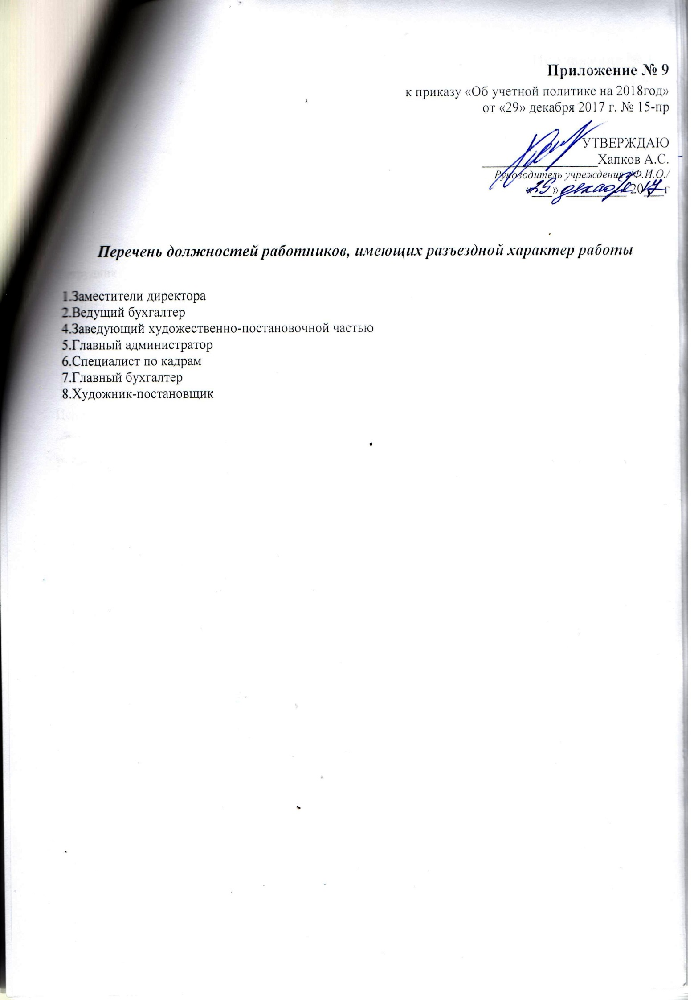 Приложение № 9
к приказу «Об учетной политике на 2018год»
от «29» декабря 2017 г. № 15-пр
УТВЕРЖДАЮ
____________________Хапков А.С.
Руководитель учреждения /Ф.И.О./
«29» декабря 2017 г
Перечень должностей работников, имеющих разъездной характер работы
1.Заместители директора
2.Ведущий бухгалтер
4.Заведующий художественно-постановочной частью
5.Главный администратор
6.Специалист по кадрам
7.Главный бухгалтер
8.Художник-постановщик